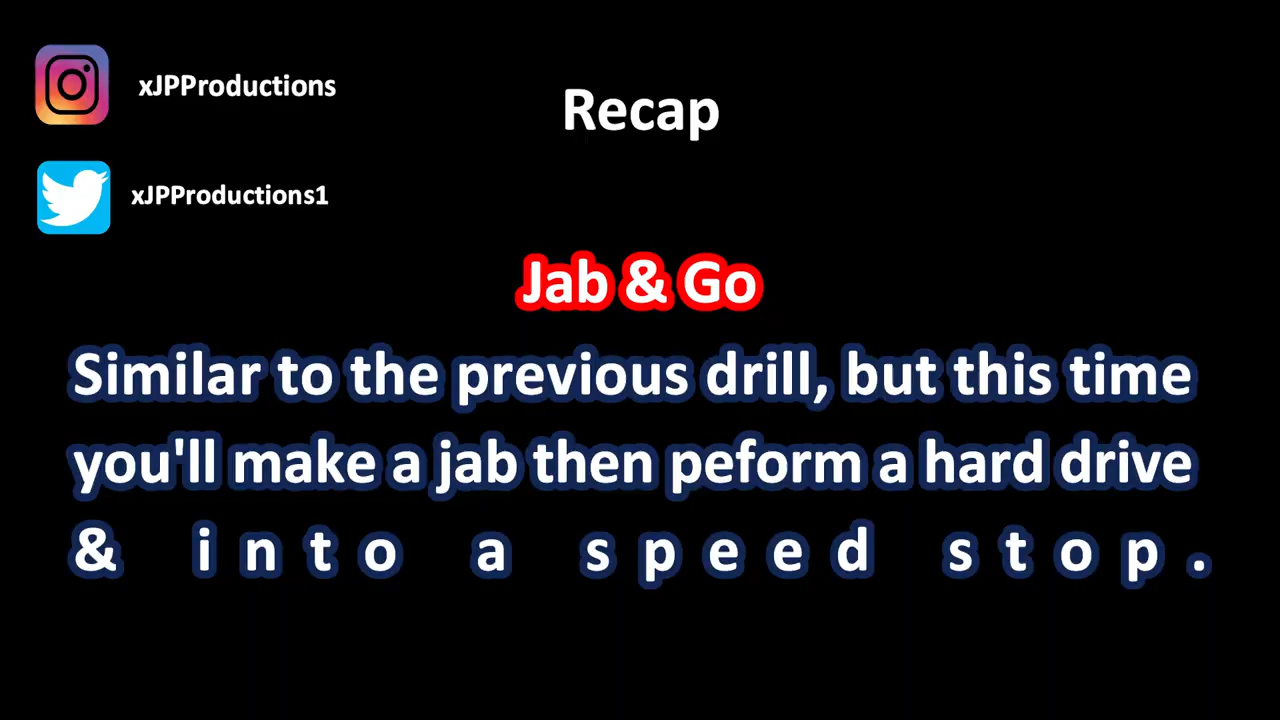 xJPProductions
Recap
xJPProductions1
Jab & Go
Similar to the previous drill, but this time
you'll make a jab then peform a hard drive
& into a speed stop.